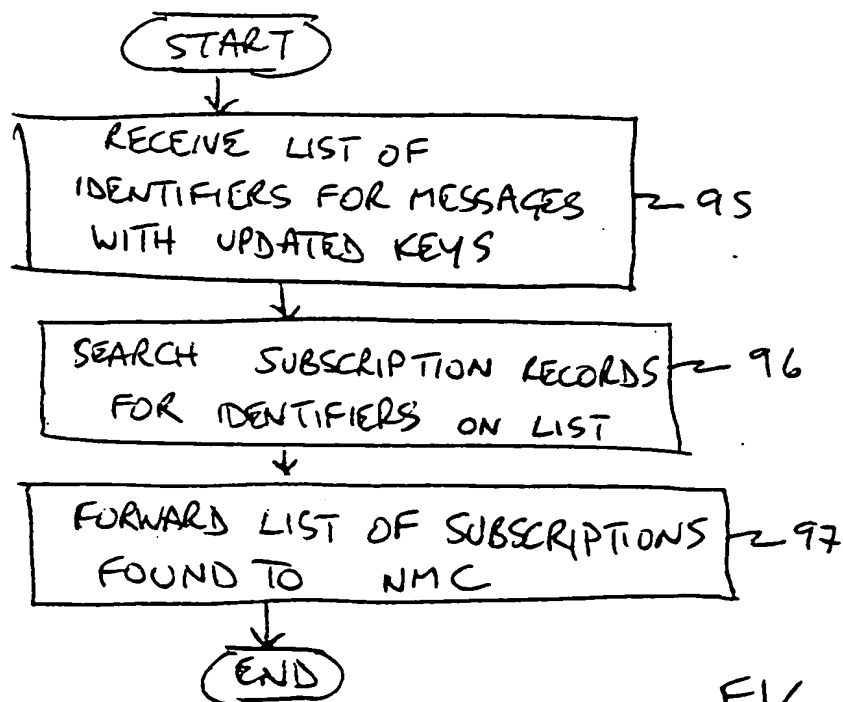 START
RECEIVE LIST OF
IDENTIFIERS FOR MESSAGES
WITH UPDATED KEYS
95
SEARCH SUBSCRIPTION RECORDS
FOR IDENTIFIERS ON LIST
96
FORWARD LIST OF SUBSCRIPTIONS
FOUND TO NMC
97
END